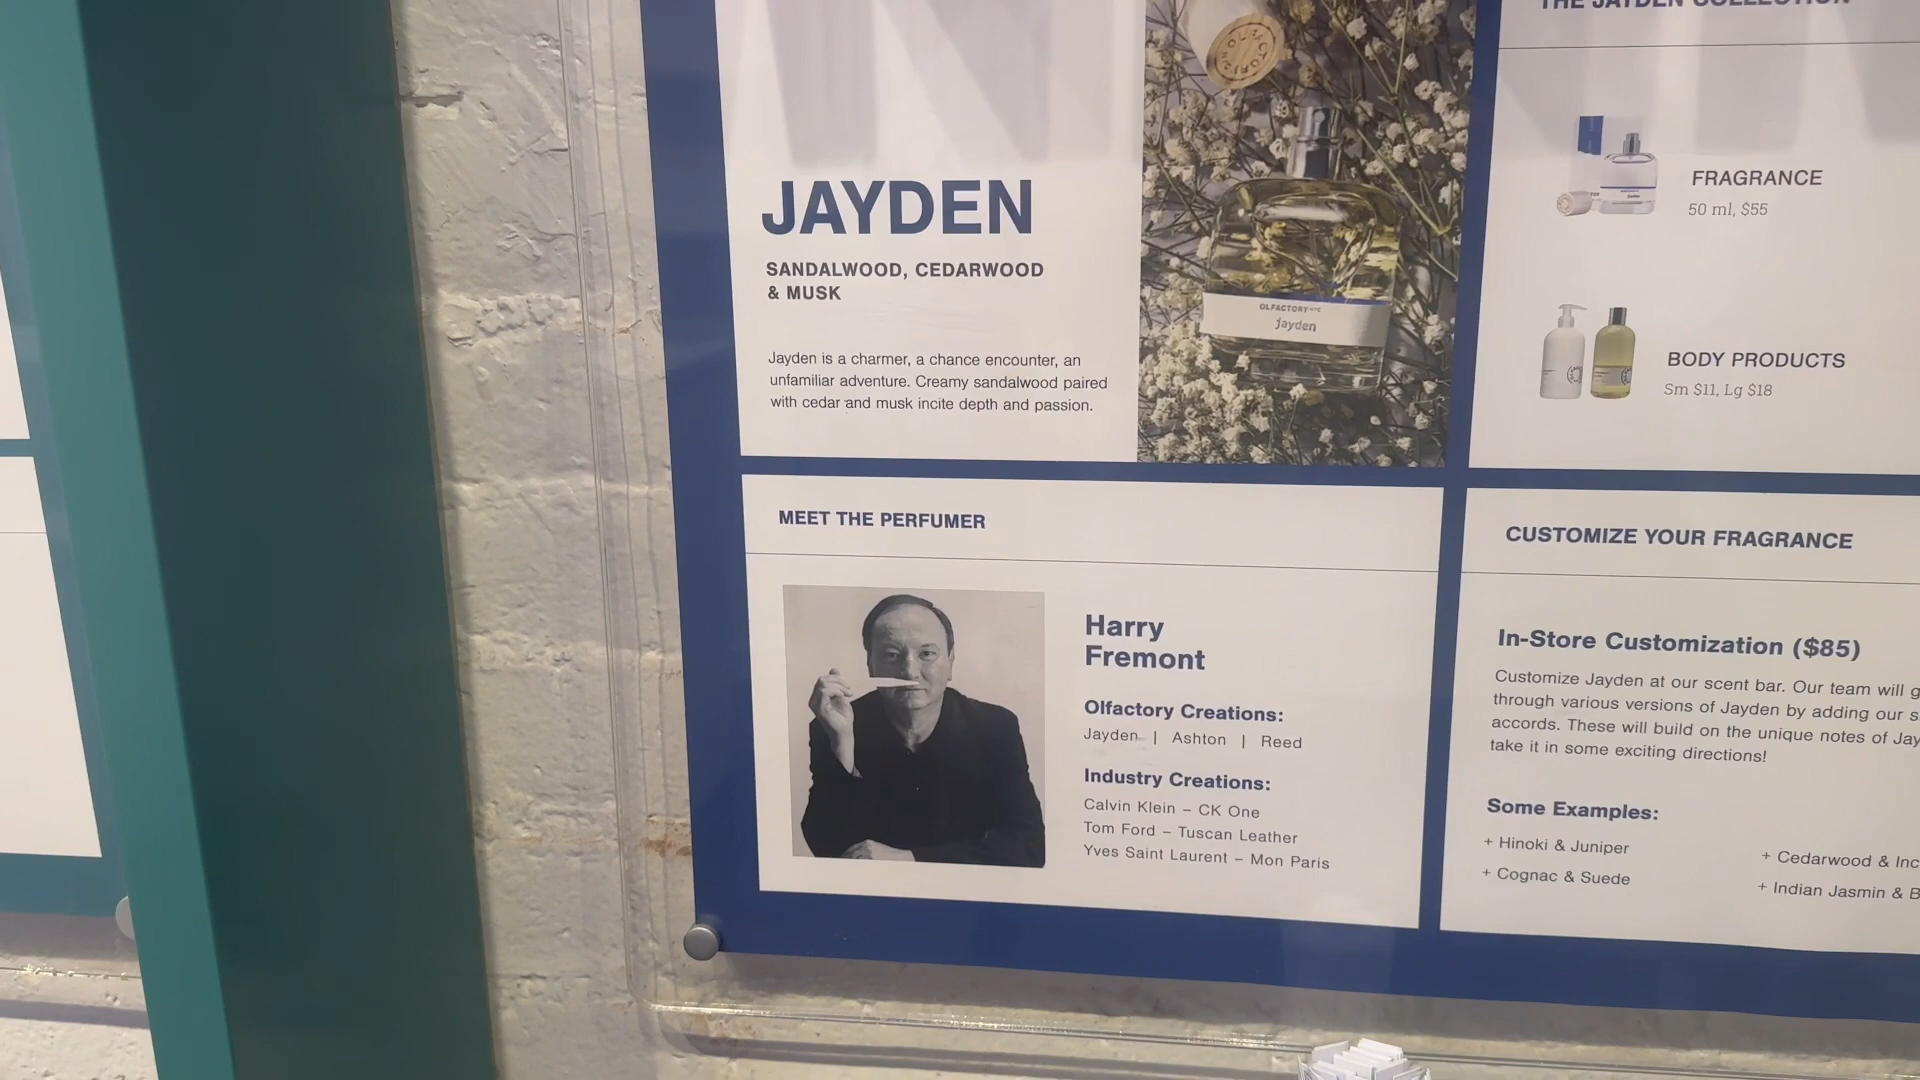 THE JAYDEN COLLECTION
JAYDEN
SANDALWOOD, CEDARWOOD
& MUSK
Jayden is a charmer, a chance encounter, an
unfamiliar adventure. Creamy sandalwood paired
with cedar and musk incite depth and passion.
OLFACTORY NYC
jayden
FRAGRANCE
50 ml, $55
BODY PRODUCTS
Sm $11, Lg $18
MEET THE PERFUMER
Harry
Fremont
Olfactory Creations:
Jayden | Ashton | Reed
Industry Creations:
Calvin Klein – CK One
Tom Ford – Tuscan Leather
Yves Saint Laurent – Mon Paris
CUSTOMIZE YOUR FRAGRANCE
In-Store Customization ($85)
Customize Jayden at our scent bar. Our team will
through various versions of Jayden by adding our
accords. These will build on the unique notes of
take it in some exciting directions!
Some Examples:
+ Hinoki & Juniper
+ Cognac & Suede
+ Cedarwood &
+ Indian Jasmin &